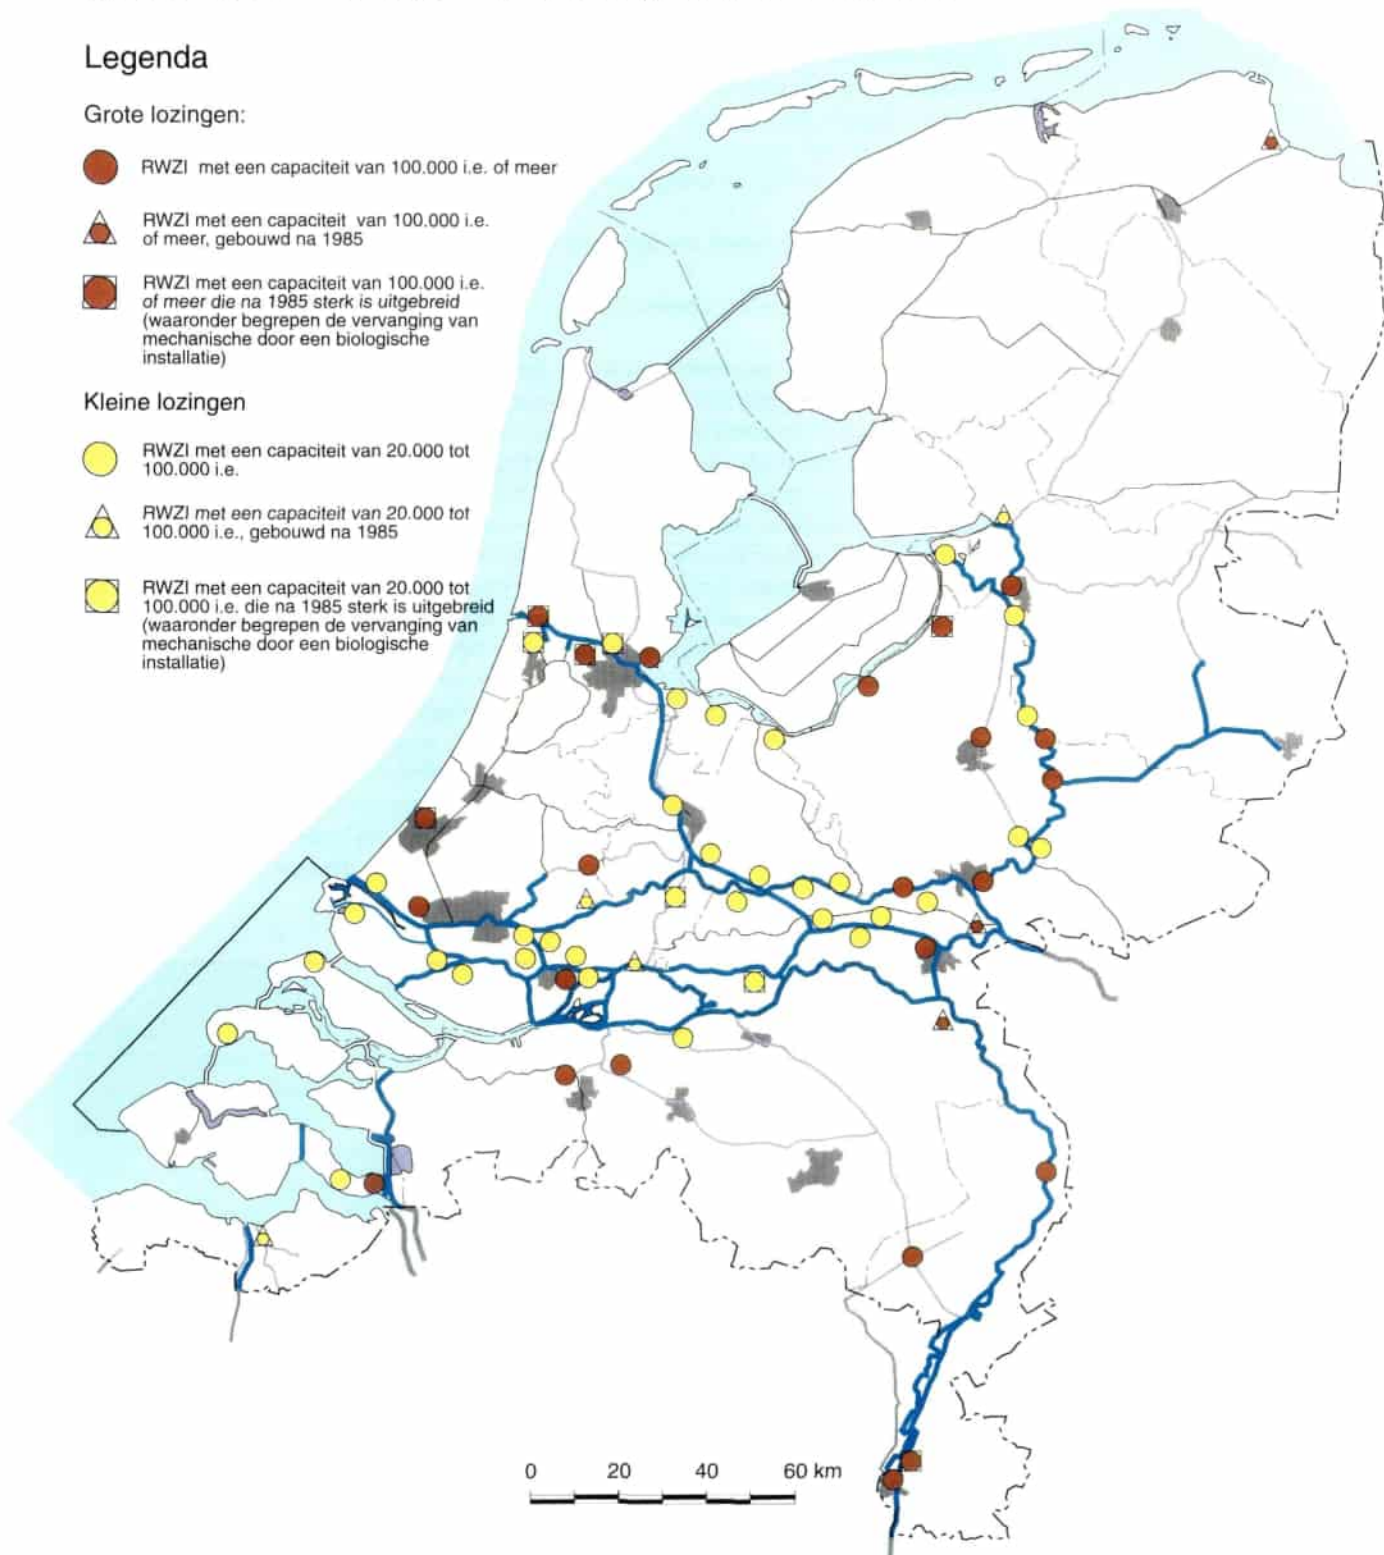 Legenda
Grote lozingen:
RWZI met een capaciteit van 100.000 i.e. of meer
RWZI met een capaciteit van 100.000 i.e.
of meer, gebouwd na 1985
RWZI met een capaciteit van 100.000 i.e.
of meer die na 1985 sterk is uitgebreid
(waaronder begrepen de vervanging van
mechanische door een biologische
installatie)
Kleine lozingen
RWZI met een capaciteit van 20.000 tot
100.000 i.e.
RWZI met een capaciteit van 20.000 tot
100.000 i.e., gebouwd na 1985
RWZI met een capaciteit van 20.000 tot
100.000 i.e. die na 1985 sterk is uitgebreid
(waaronder begrepen de vervanging van
mechanische door een biologische
installatie)
0 20 40 60 km